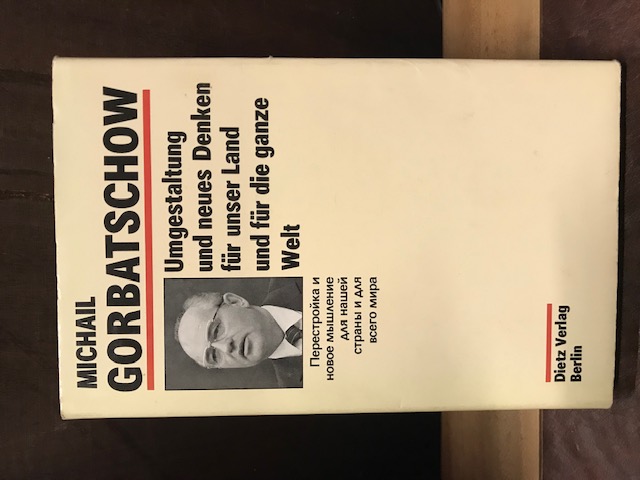 MICHAIL
GORBATSCHOW
Umgestaltung
und neues Denken
für unser Land
und für die ganze
Welt
Перестройка и
новое мышление
для нашей
страны и для
всего мира
Dietz Verlag
Berlin